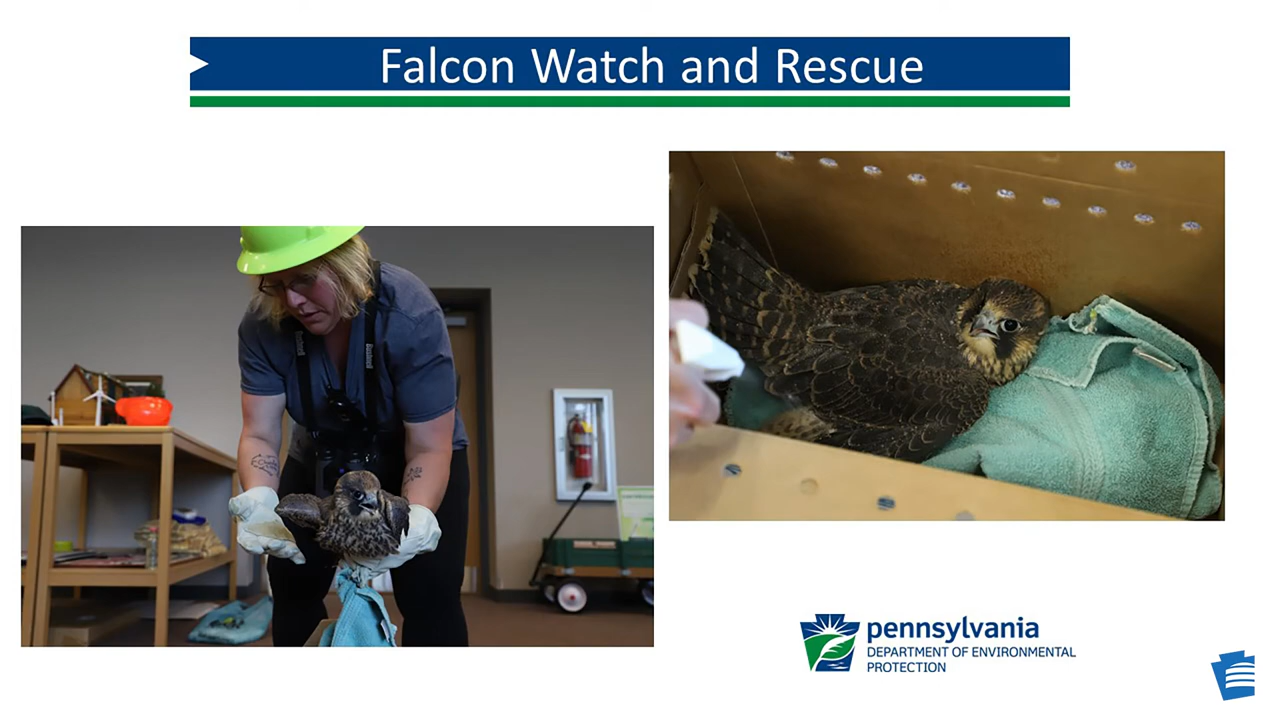 Falcon Watch and Rescue
pennsylvania
DEPARTMENT OF ENVIRONMENTAL
PROTECTION